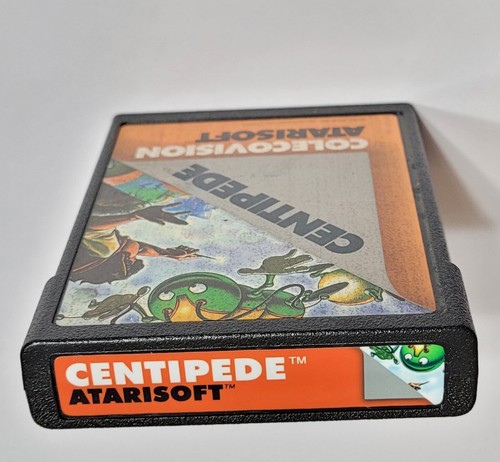 COLECOVISION
ATARISOFT
CENTIPEDE
CENTIPEDE™
ATARISOFT™